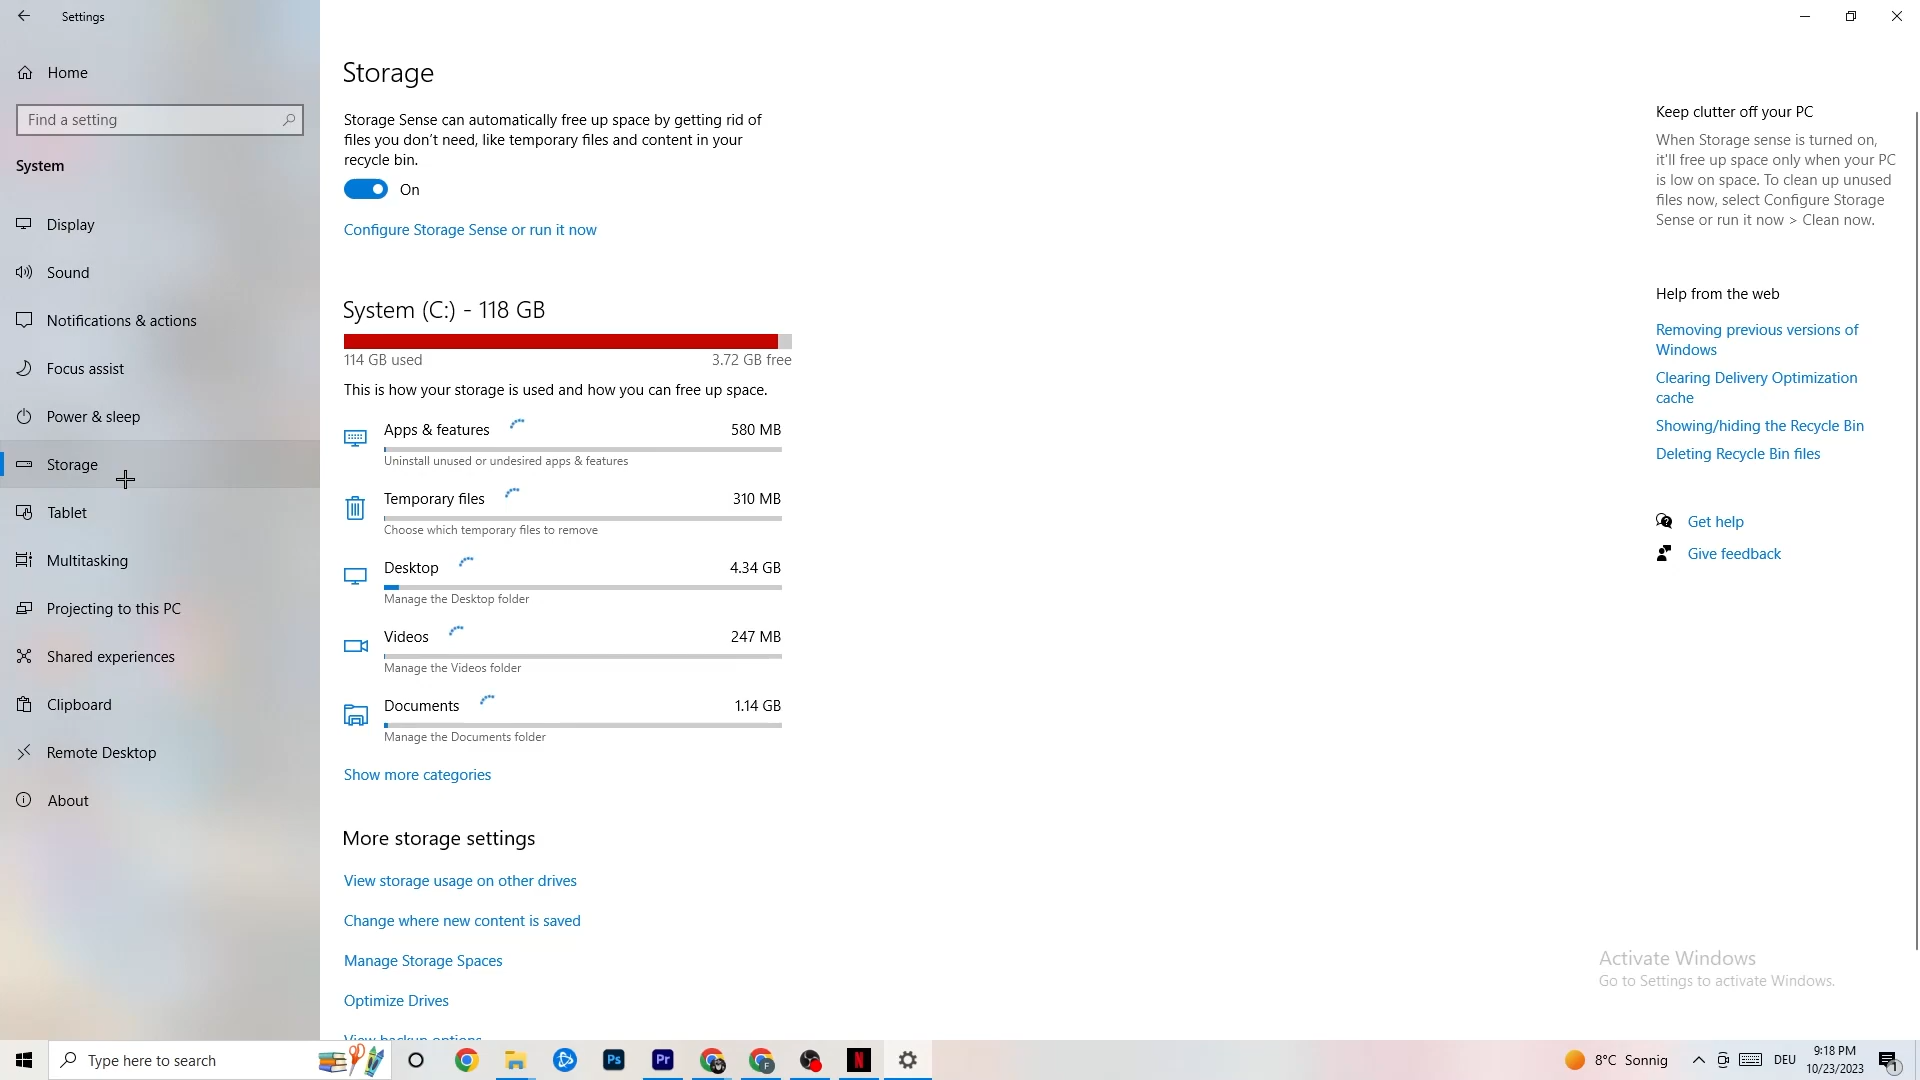 Settings
Home
Find a setting
System
Display
Sound
Notifications & actions
Focus assist
Power & sleep
Storage
Tablet
Multitasking
Projecting to this PC
Shared experiences
Clipboard
Remote Desktop
About
Storage
Storage Sense can automatically free up space by getting rid of
files you don't need, like temporary files and content in your
recycle bin.
On
Configure Storage Sense or run it now
System (C:) - 118 GB
114 GB used 3.72 GB free
This is how your storage is used and how you can free up space.
Apps & features 580 MB
Uninstall unused or undesired apps & features
Temporary files 310 MB
Choose which temporary files to remove
Desktop 4.34 GB
Manage the Desktop folder
Videos 247 MB
Manage the Videos folder
Documents 1.14 GB
Manage the Documents folder
Show more categories
More storage settings
View storage usage on other drives
Change where new content is saved
Manage Storage Spaces
Optimize Drives
View backup options
Keep clutter off your PC
When Storage sense is turned on,
it'll free up space only when your PC
is low on space. To clean up unused
files now, select Configure Storage
Sense or run it now > Clean now.
Help from the web
Removing previous versions of
Windows
Clearing Delivery Optimization
cache
Showing/hiding the Recycle Bin
Deleting Recycle Bin files
Get help
Give feedback
Activate Windows
Go to Settings to activate Windows.
Type here to search
Ps
Pr
F
N
8°C Sonnig
DEU
9:18 PM
10/23/2023
1